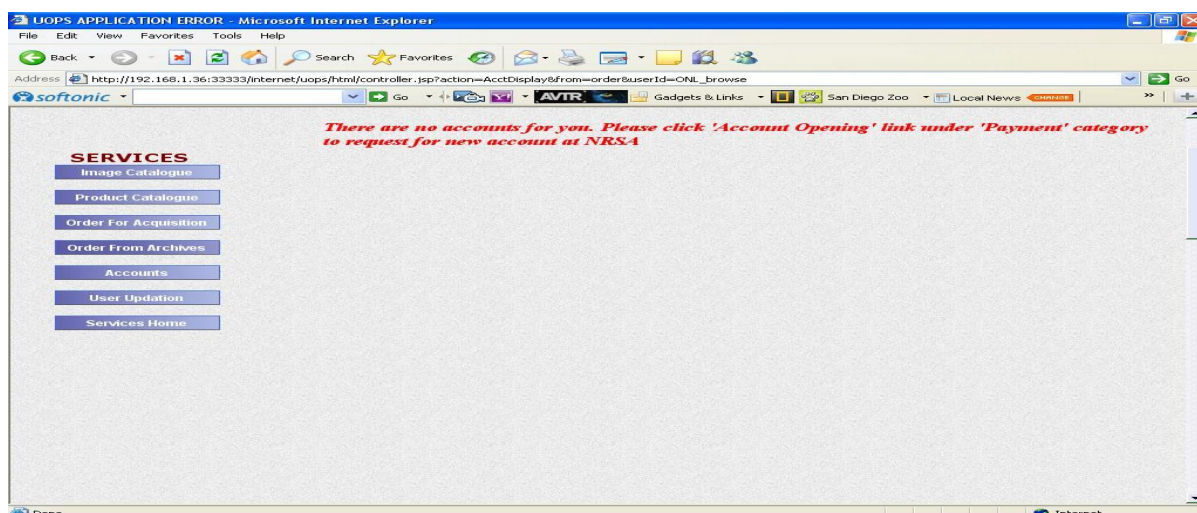 UOPS APPLICATION ERROR - Microsoft Internet Explorer
File Edit View Favorites Tools Help
Back Search Favorites
Address http://192.168.1.36:33333/internet/uops/html/controller.jsp?action=AcctDisplay&from=order&userId=ONL_browse Go
softonic Go AVTR Gadgets & Links San Diego Zoo Local News CHANGE »
There are no accounts for you. Please click 'Account Opening' link under 'Payment' category
to request for new account at NRSA
SERVICES
Image Catalogue
Product Catalogue
Order For Acquisition
Order From Archives
Accounts
User Updation
Services Home
Done Internet